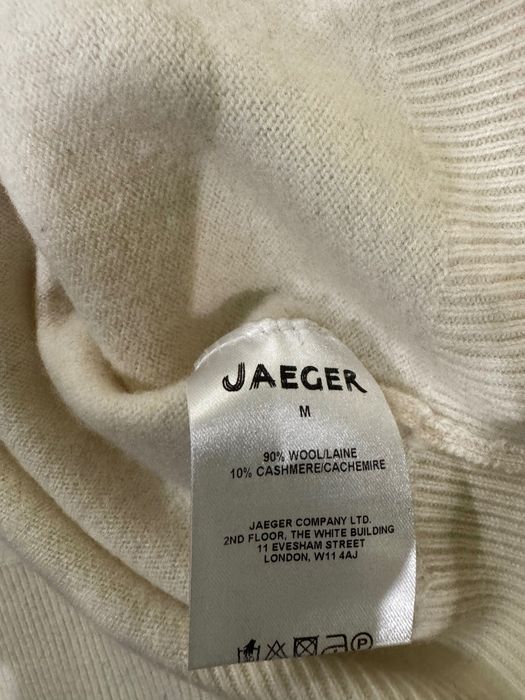 JAEGER
M
90% WOOL/LAINE
10% CASHMERE/CACHEMIRE
JAEGER COMPANY LTD.
2ND FLOOR, THE WHITE BUILDING
11 EVESHAM STREET
LONDON, W11 4AJ
P